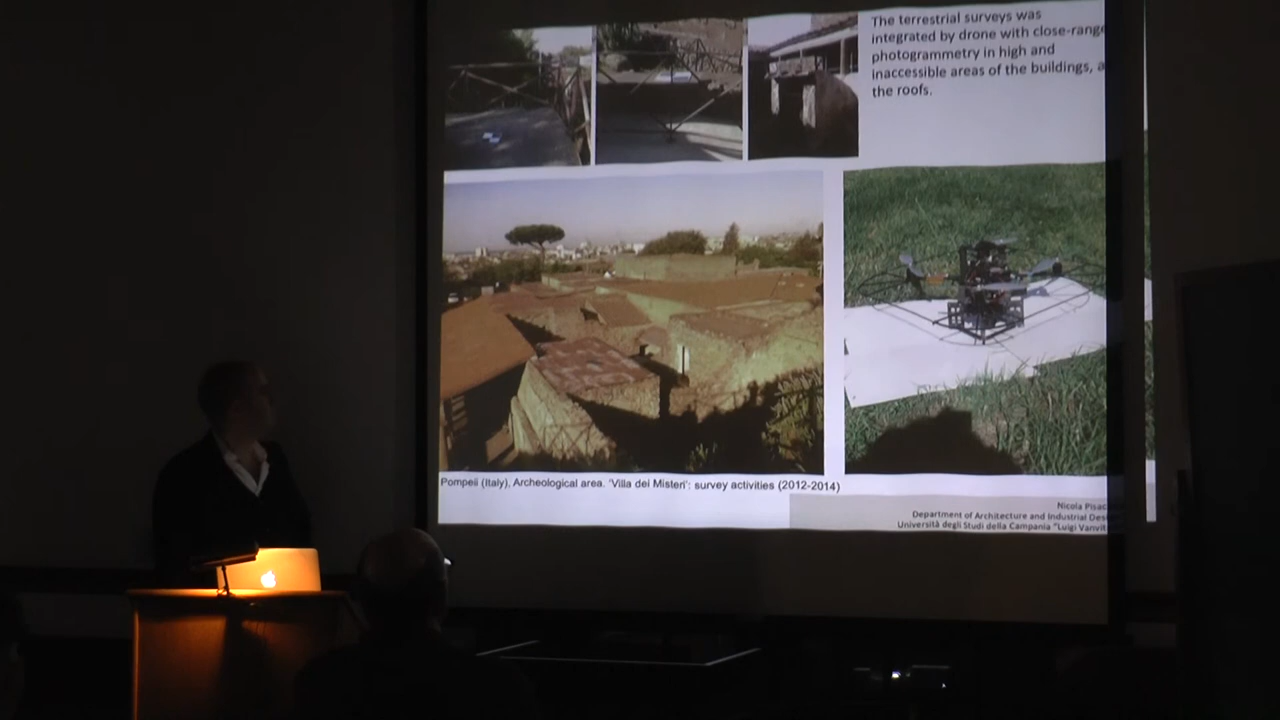 The terrestrial surveys was
integrated by drone with close-range
photogrammetry in high and
inaccessible areas of the buildings,
the roofs.
Pompeii (Italy), Archeological area. 'Villa dei Misteri': survey activities (2012-2014)
Nicola
Department of Architecture and Industrial
Università degli Studi della Campania "Luigi